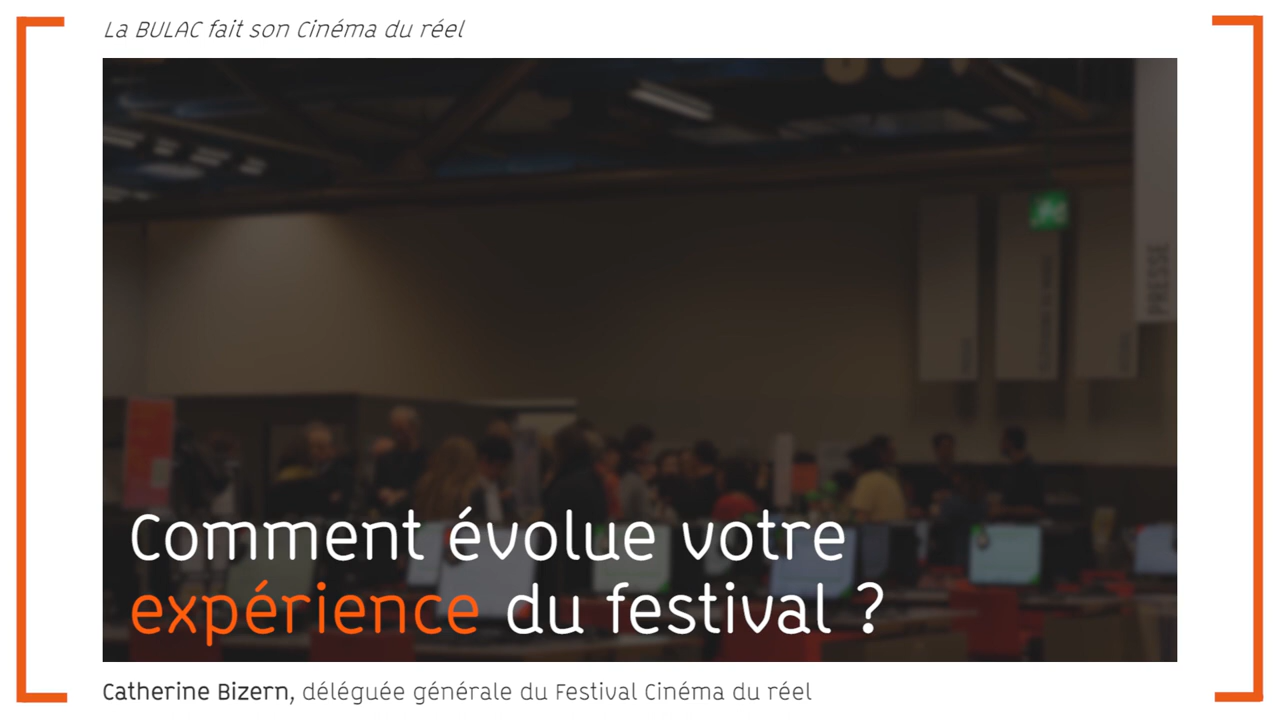 La BULAC fait son Cinéma du réel
PRESSE
Comment évolue votre
expérience du festival ?
Catherine Bizern, déléguée générale du Festival Cinéma du réel